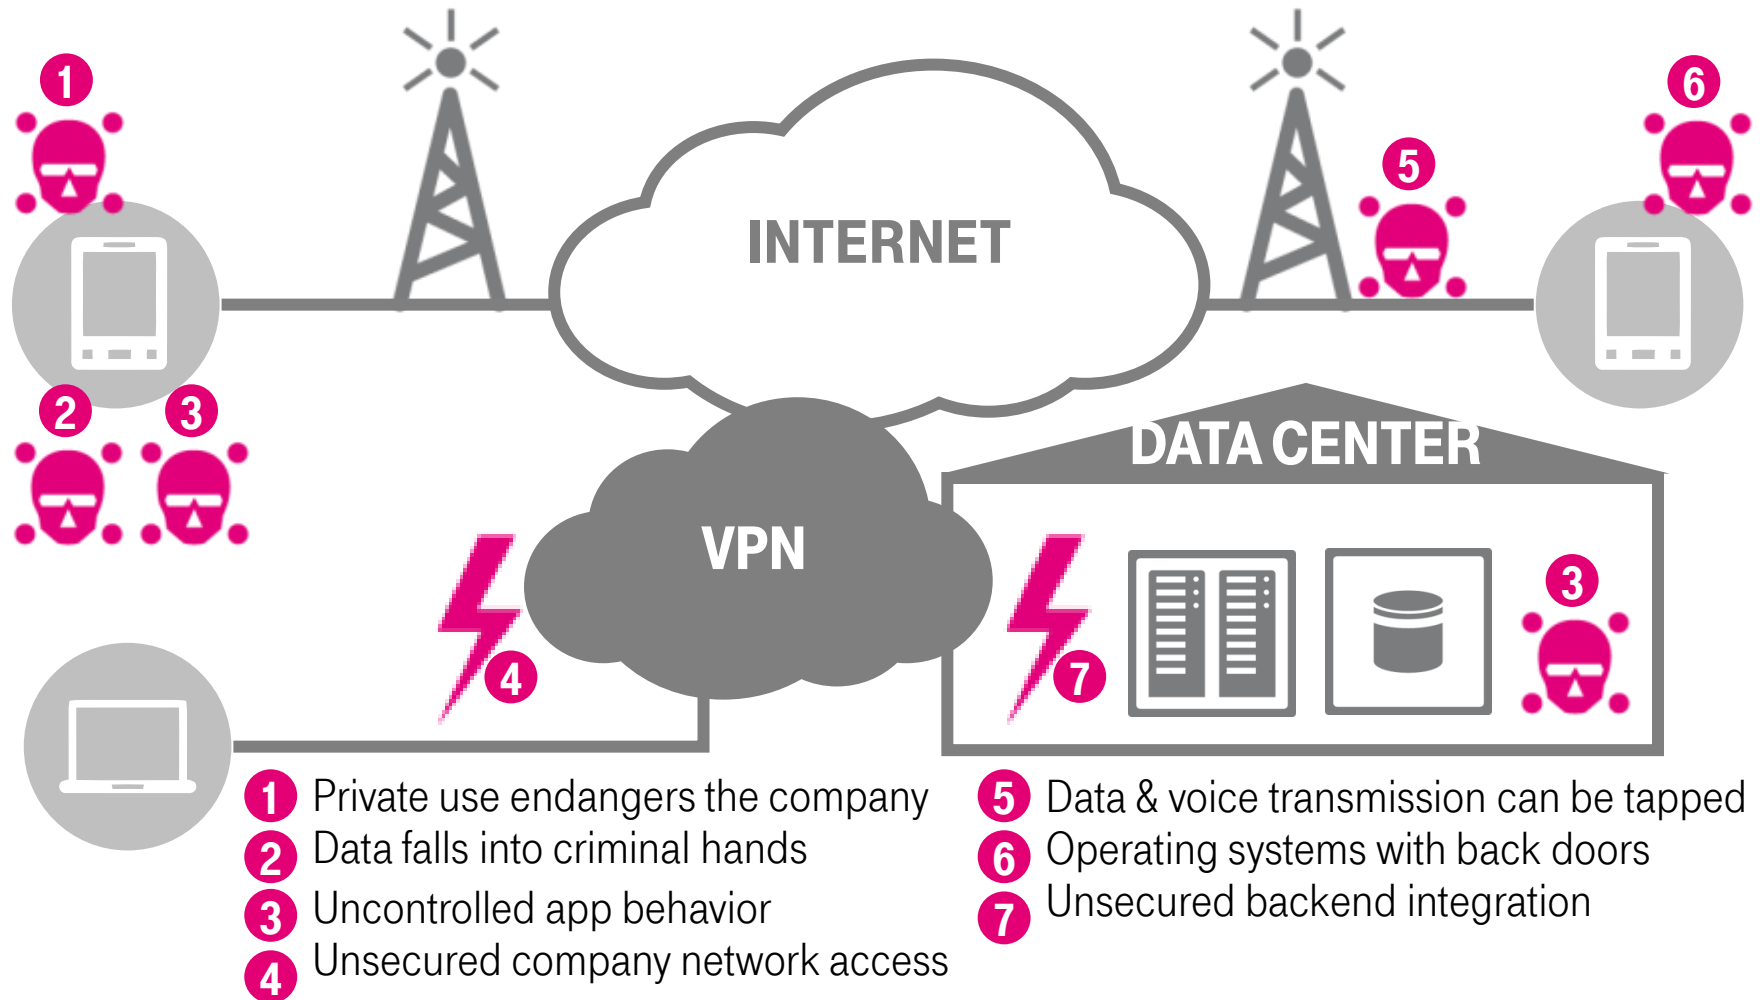 1
6
5
INTERNET
2
3
DATA CENTER
VPN
3
4
7
1 Private use endangers the company
2 Data falls into criminal hands
3 Uncontrolled app behavior
4 Unsecured company network access
5 Data & voice transmission can be tapped
6 Operating systems with back doors
7 Unsecured backend integration